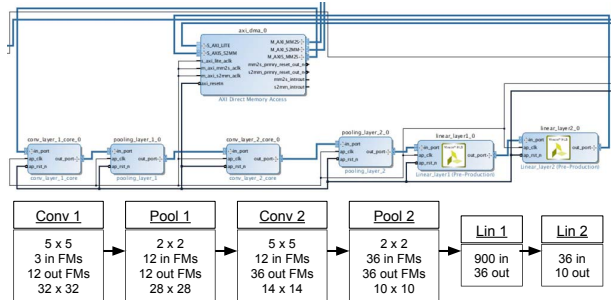 axi_dma_0
S_AXI_LITE
S_AXIS_S2MM
s_axi_lite_aclk
m_axi_mm2s_aclk
m_axi_s2mm_aclk
axi_resetn
M_AXI_MM2S
M_AXI_S2MM
M_AXIS_MM2S
mm2s_prmry_reset_out_n
s2mm_prmry_reset_out_n
mm2s_introut
s2mm_introut
AXI Direct Memory Access
conv_layer_1_core_0
in_port
ap_clk
ap_rst_n
out_port
conv_layer_1_core
pooling_layer_1_0
in_port
ap_clk
ap_rst_n
out_port
pooling_layer_1
conv_layer_2_core_0
in_port
ap_clk
ap_rst_n
out_port
conv_layer_2_core
pooling_layer_2_0
in_port
ap_clk
ap_rst_n
out_port
pooling_layer_2
linear_layer1_0
in_port
ap_clk
ap_rst_n
out_port
Linear_layer1 (Pre-Production)
linear_layer2_0
in_port
ap_clk
ap_rst_n
out_port
Linear_layer2 (Pre-Production)
Conv 1
5 x 5
3 in FMs
12 out FMs
32 x 32
Pool 1
2 x 2
12 in FMs
12 out FMs
28 x 28
Conv 2
5 x 5
12 in FMs
36 out FMs
14 x 14
Pool 2
2 x 2
36 in FMs
36 out FMs
10 x 10
Lin 1
900 in
36 out
Lin 2
36 in
10 out